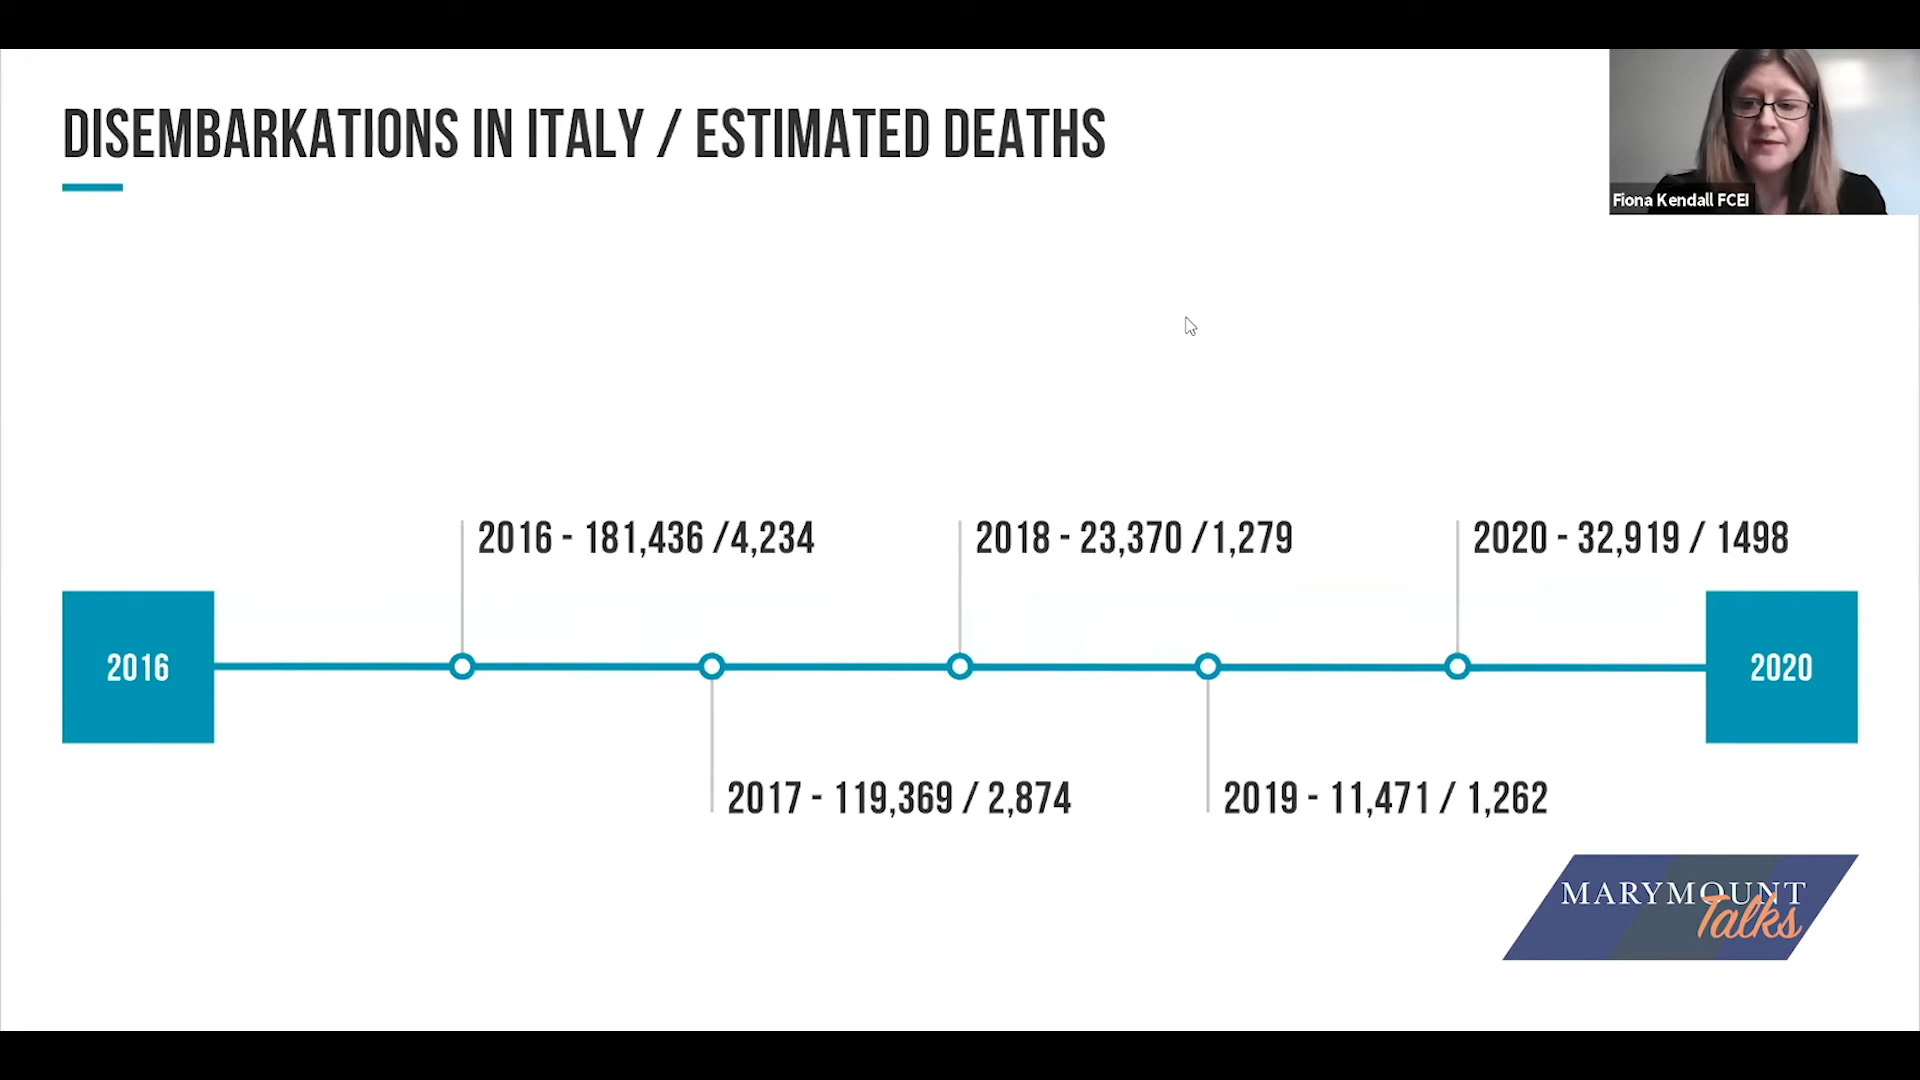 DISEMBARKATIONS IN ITALY / ESTIMATED DEATHS
Fiona Kendall FCEI
2016 - 181,436 /4,234
2018 - 23,370 /1,279
2020 - 32,919 / 1498
2016
2020
2017 - 119,369 / 2,874
2019 - 11,471 / 1,262
MARYMOUNT
Talks